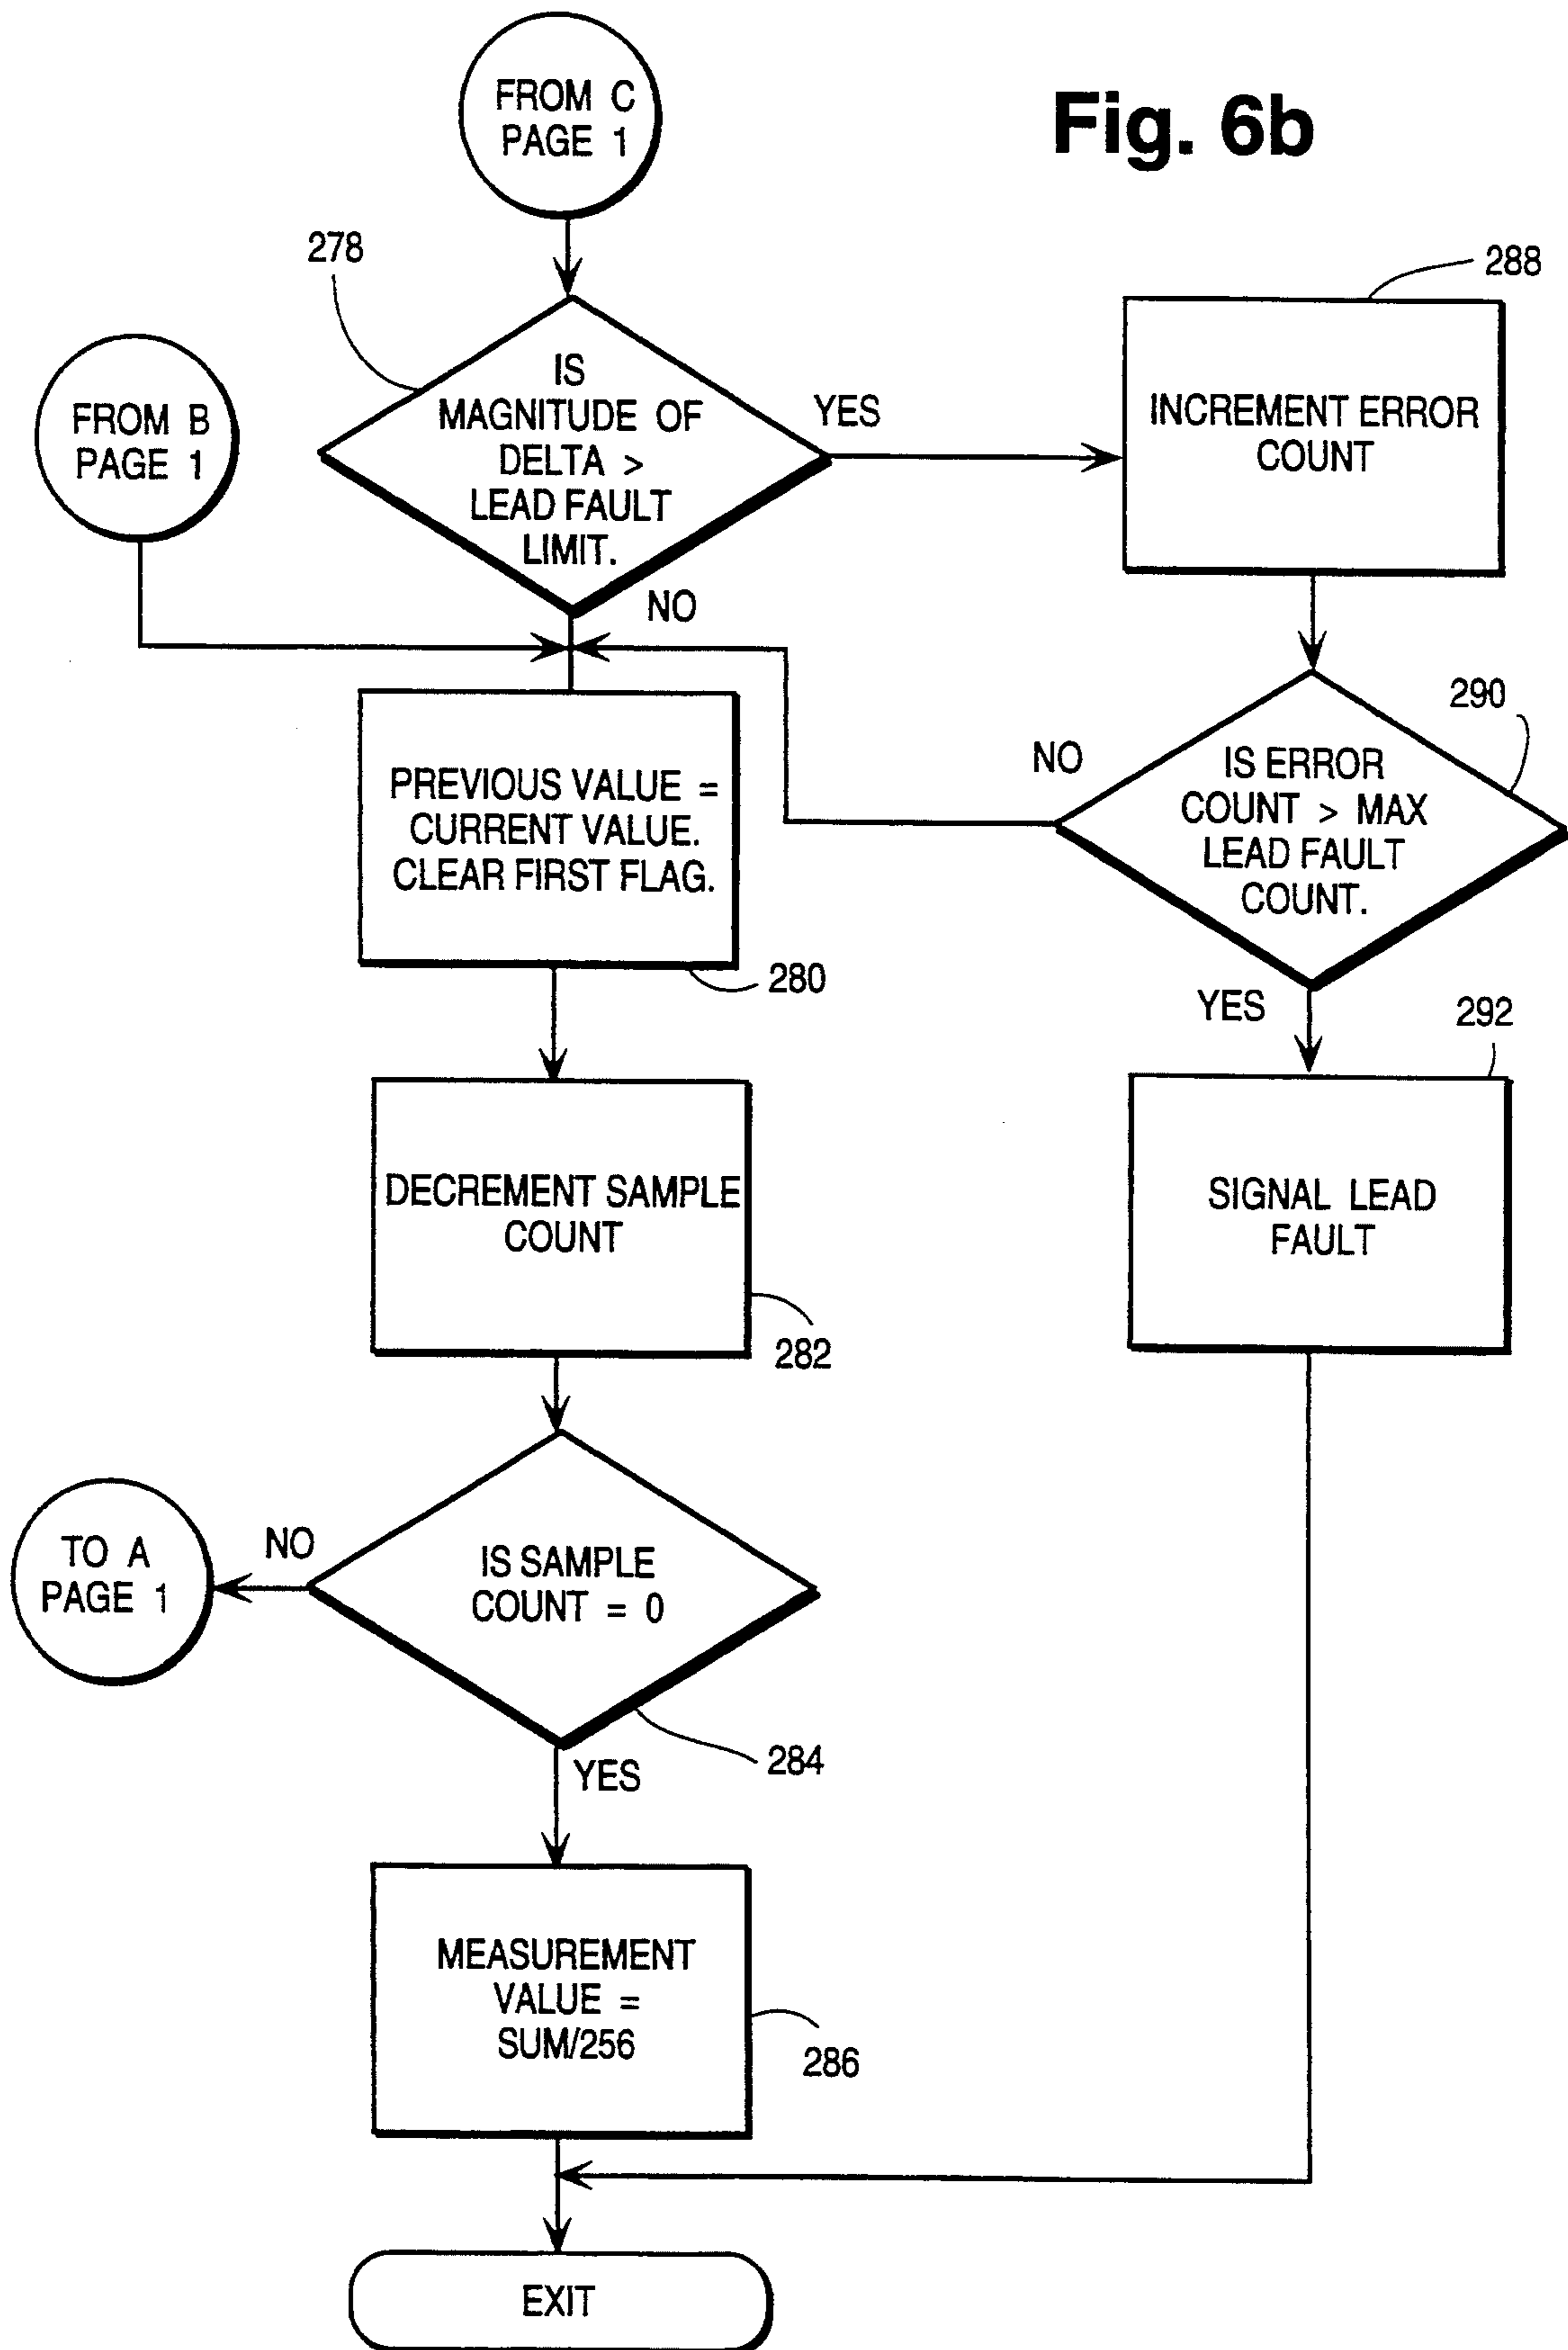 FROM C
PAGE 1
Fig. 6b
278
288
FROM B
PAGE 1
IS
MAGNITUDE OF
DELTA >
LEAD FAULT
LIMIT.
YES
INCREMENT ERROR
COUNT
NO
290
PREVIOUS VALUE =
CURRENT VALUE.
CLEAR FIRST FLAG.
NO
IS ERROR
COUNT > MAX
LEAD FAULT
COUNT.
280
YES
292
DECREMENT SAMPLE
COUNT
SIGNAL LEAD
FAULT
282
TO A
PAGE 1
NO
IS SAMPLE
COUNT = 0
284
YES
MEASUREMENT
VALUE =
SUM/256
286
EXIT